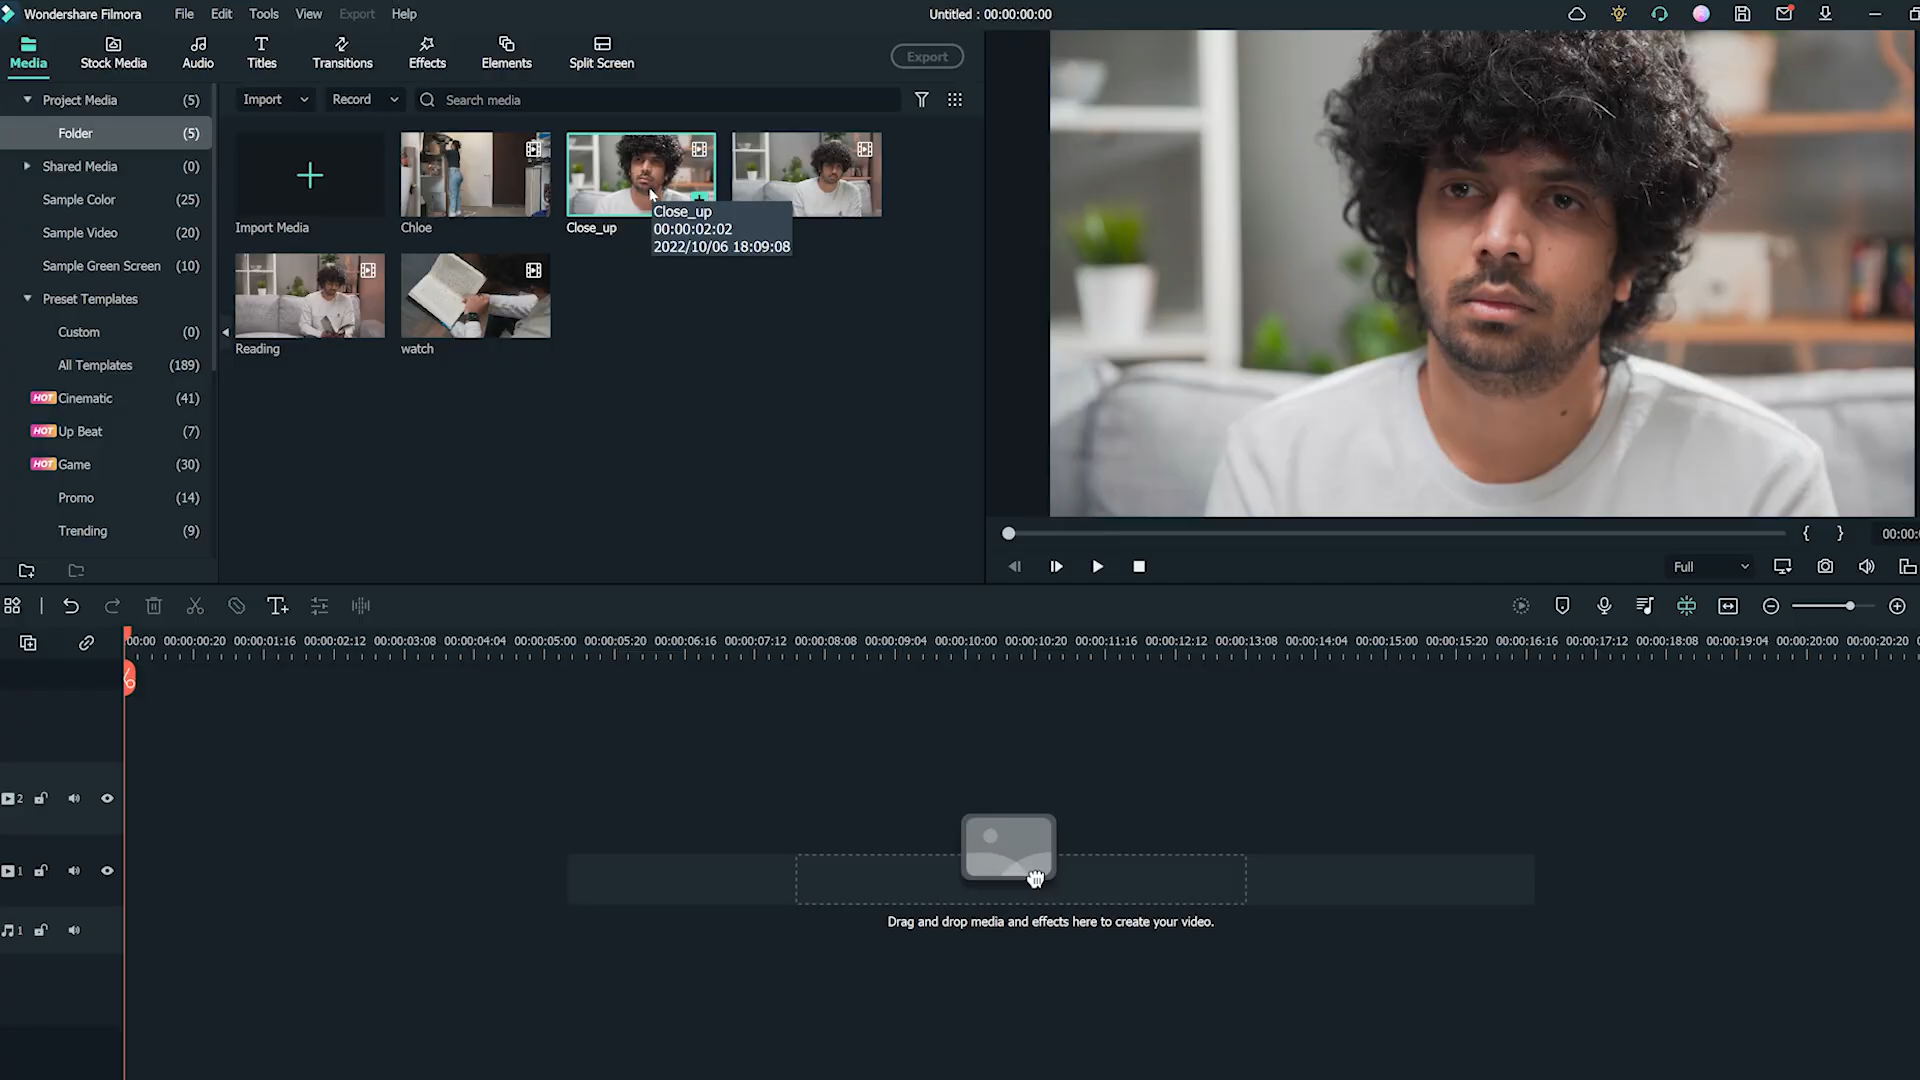 Wondershare Filmora File Edit Tools View Export Help Untitled : 00:00:00:00
Media Stock Media Audio Titles Transitions Effects Elements Split Screen Export
Project Media (5)
Import Record Search media
Folder (5)
Shared Media (0)
Sample Color (25)
Sample Video (20)
Sample Green Screen (10)
Preset Templates
Custom (0)
All Templates (189)
HOT Cinematic (41)
HOT Up Beat (7)
HOT Game (30)
Promo (14)
Trending (9)
Import Media
Chloe
Close_up
Close_up
00:00:02:02
2022/10/06 18:09:08
Reading
watch
{ } 00:00:
Full
:00:00 00:00:00:20 00:00:01:16 00:00:02:12 00:00:03:08 00:00:04:04 00:00:05:00 00:00:05:20 00:00:06:16 00:00:07:12 00:00:08:08 00:00:09:04 00:00:10:00 00:00:10:20 00:00:11:16 00:00:12:12 00:00:13:08 00:00:14:04 00:00:15:00 00:00:15:20 00:00:16:16 00:00:17:12 00:00:18:08 00:00:19:04 00:00:20:00 00:00:20:20
2
1
1
Drag and drop media and effects here to create your video.